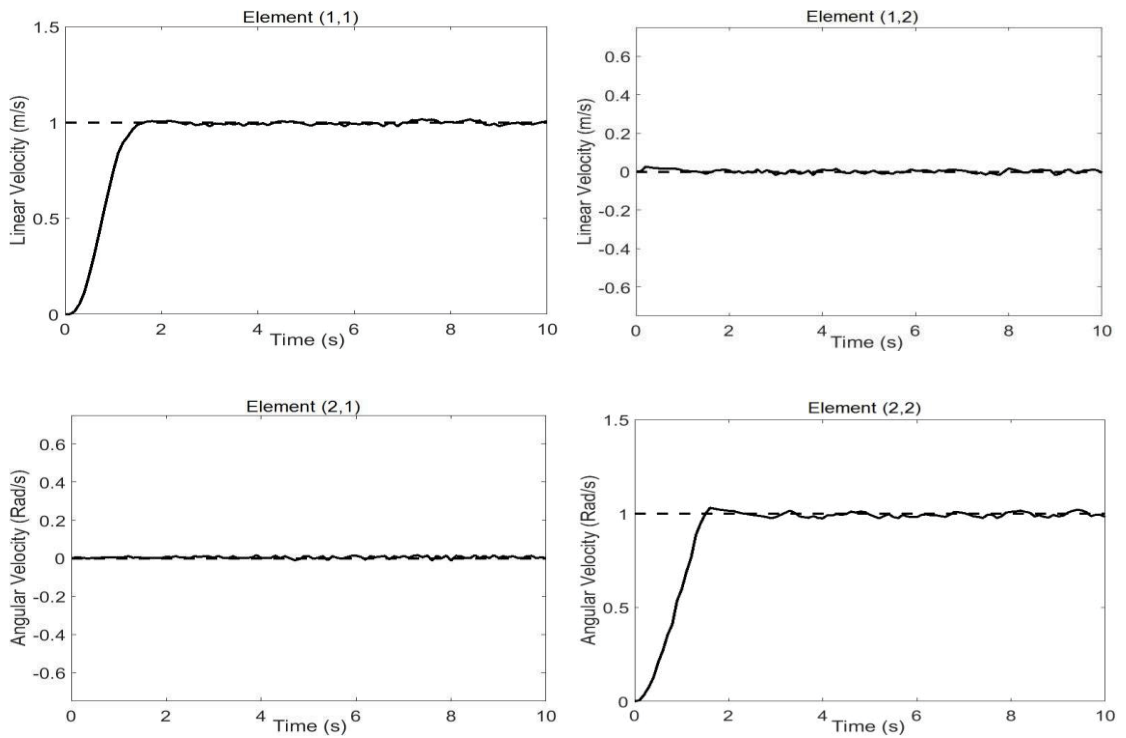 Element (1,1)
Linear Velocity (m/s)
1.5
1
0.5
0
0 2 4 6 8 10
Time (s)
Element (1,2)
Linear Velocity (m/s)
0.6
0.4
0.2
0
-0.2
-0.4
-0.6
0 2 4 6 8 10
Time (s)
Element (2,1)
Angular Velocity (Rad/s)
0.6
0.4
0.2
0
-0.2
-0.4
-0.6
0 2 4 6 8 10
Time (s)
Element (2,2)
Angular Velocity (Rad/s)
1.5
1
0.5
0
0 2 4 6 8 10
Time (s)